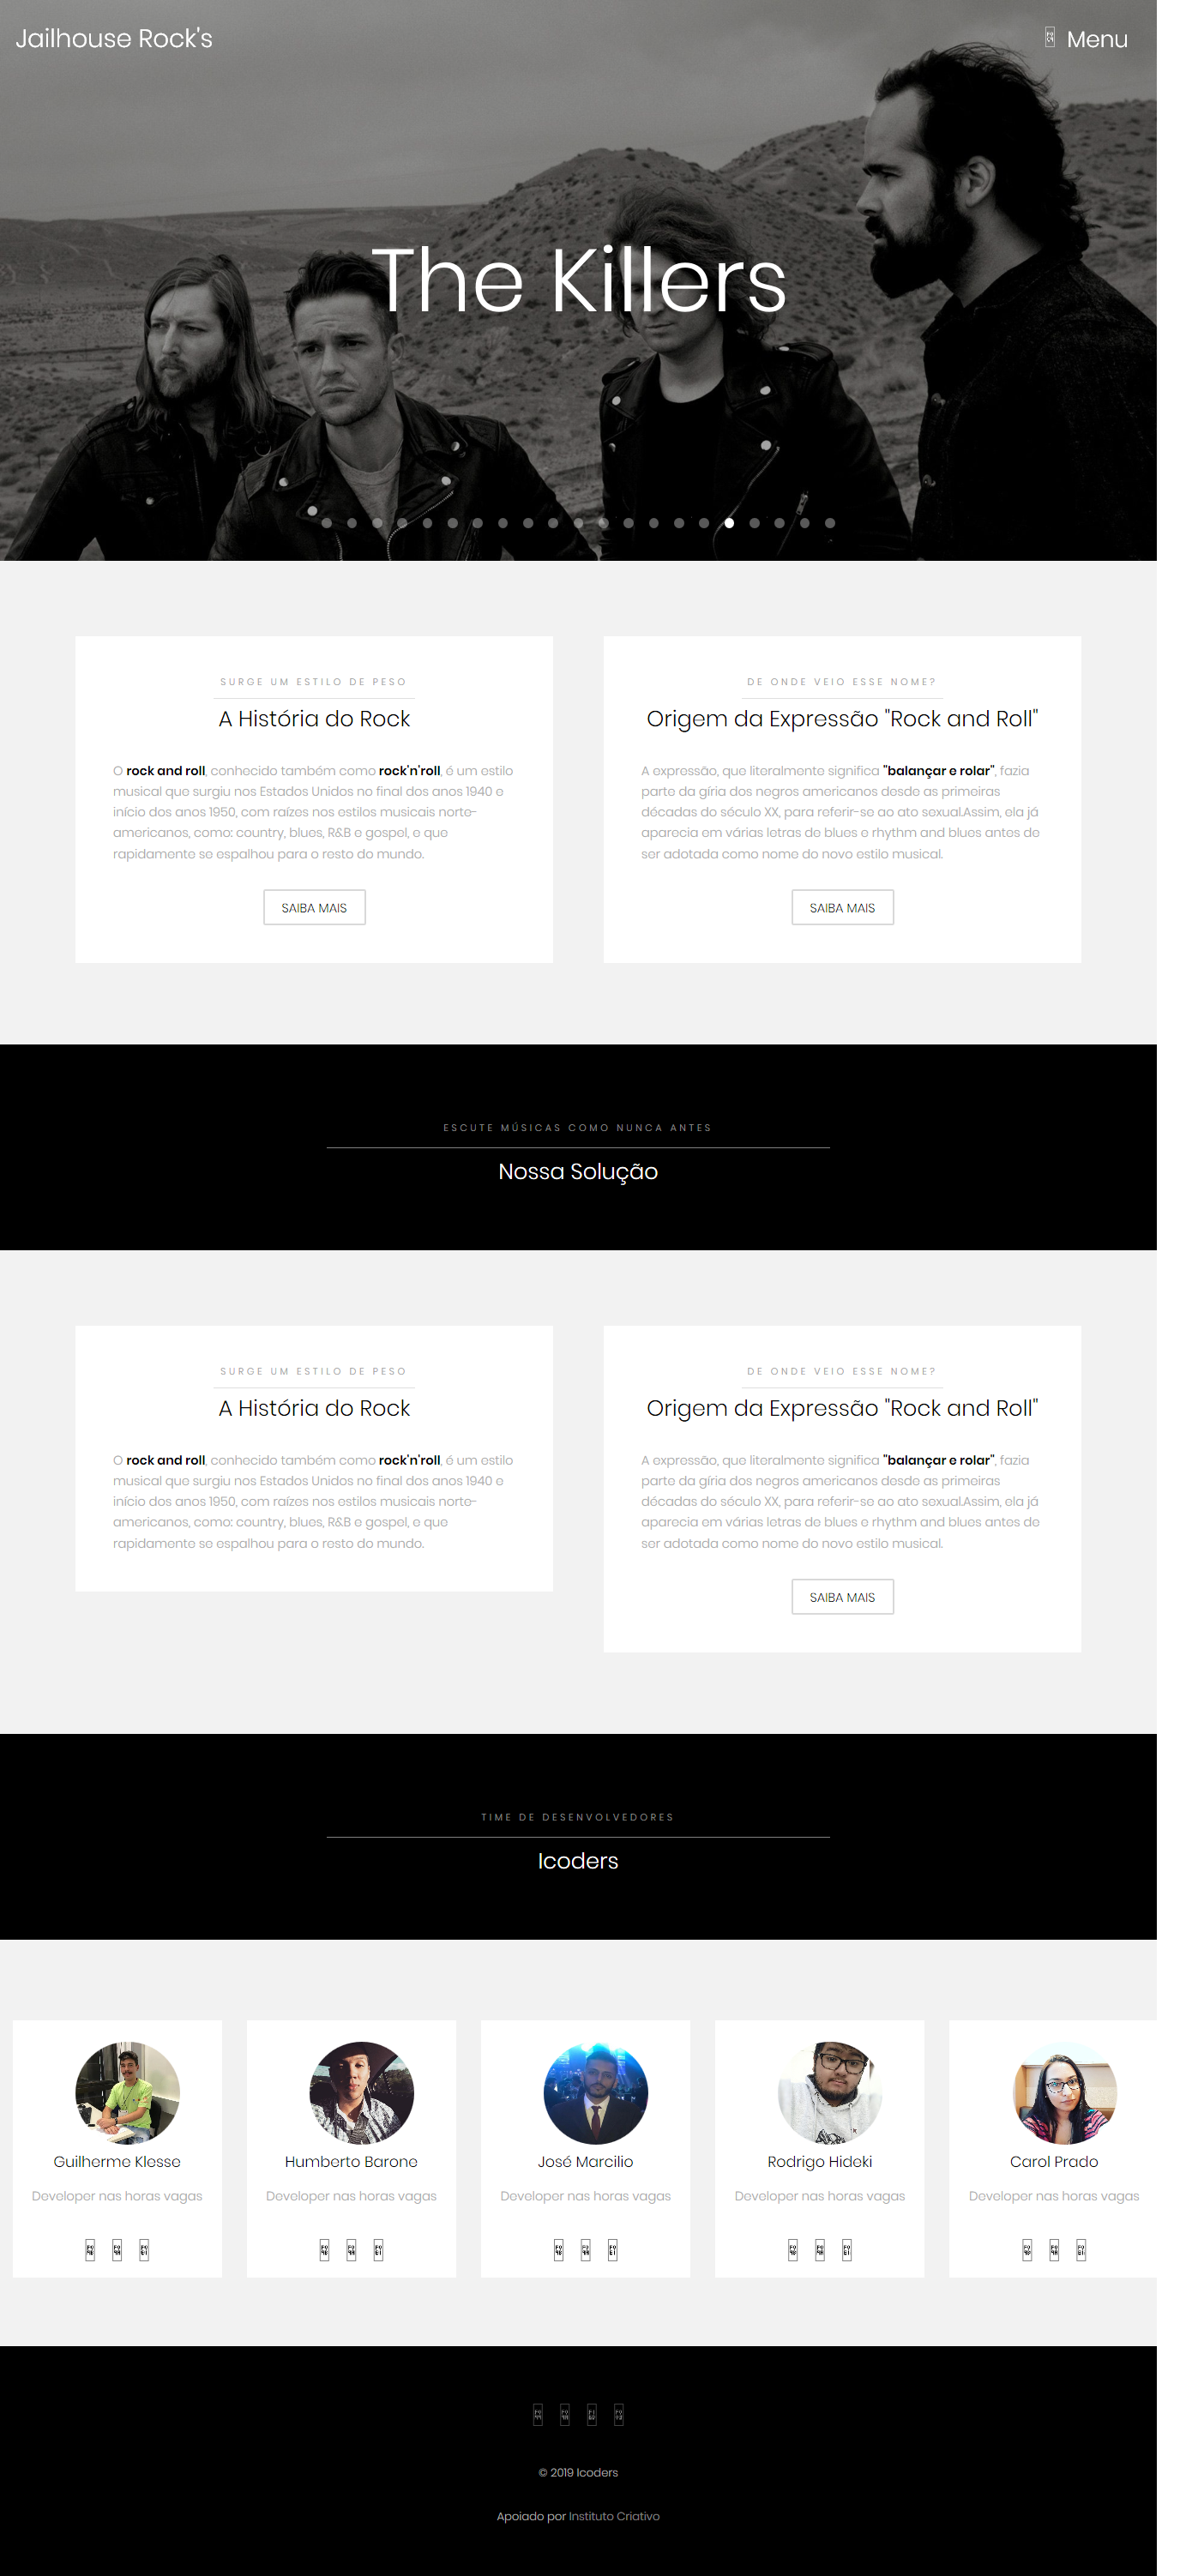 Jailhouse Rock's
Menu
The Killers
SURGE UM ESTILO DE PESO
A História do Rock
O rock and roll, conhecido também como rock'n'roll, é um estilo
musical que surgiu nos Estados Unidos no final dos anos 1940 e
início dos anos 1950, com raízes nos estilos musicais norte-
americanos, como: country, blues, R&B e gospel, e que
rapidamente se espalhou para o resto do mundo.
SAIBA MAIS
DE ONDE VEIO ESSE NOME?
Origem da Expressão "Rock and Roll"
A expressão, que literalmente significa "balançar e rolar", fazia
parte da gíria dos negros americanos desde as primeiras
décadas do século XX, para referir-se ao ato sexual.Assim, ela já
aparecia em várias letras de blues e rhythm and blues antes de
ser adotada como nome do novo estilo musical.
SAIBA MAIS
ESCUTE MÚSICAS COMO NUNCA ANTES
Nossa Solução
SURGE UM ESTILO DE PESO
A História do Rock
O rock and roll, conhecido também como rock'n'roll, é um estilo
musical que surgiu nos Estados Unidos no final dos anos 1940 e
início dos anos 1950, com raízes nos estilos musicais norte-
americanos, como: country, blues, R&B e gospel, e que
rapidamente se espalhou para o resto do mundo.
DE ONDE VEIO ESSE NOME?
Origem da Expressão "Rock and Roll"
A expressão, que literalmente significa "balançar e rolar", fazia
parte da gíria dos negros americanos desde as primeiras
décadas do século XX, para referir-se ao ato sexual.Assim, ela já
aparecia em várias letras de blues e rhythm and blues antes de
ser adotada como nome do novo estilo musical.
SAIBA MAIS
TIME DE DESENVOLVEDORES
Icoders
Guilherme Klesse
Developer nas horas vagas
Humberto Barone
Developer nas horas vagas
José Marcilio
Developer nas horas vagas
Rodrigo Hideki
Developer nas horas vagas
Carol Prado
Developer nas horas vagas
© 2019 Icoders
Apoiado por Instituto Criativo